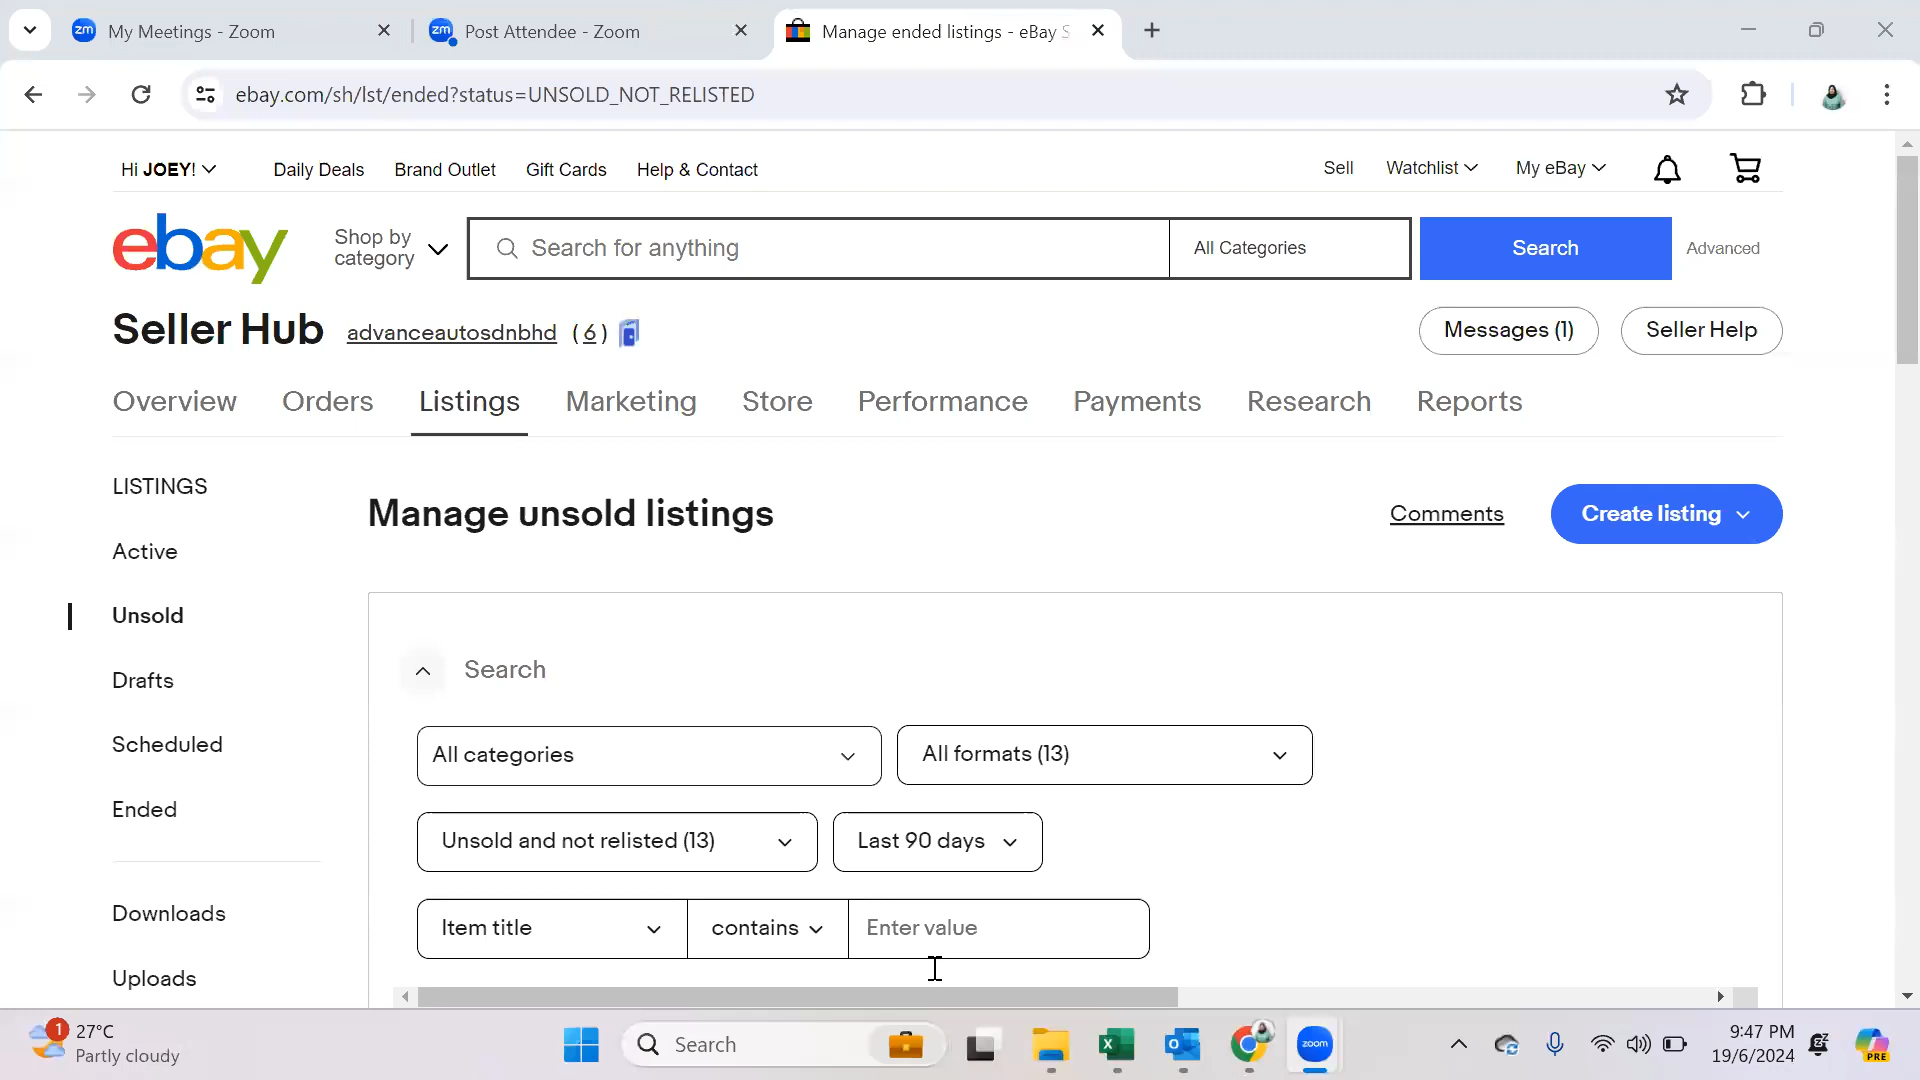 My Meetings - Zoom
Post Attendee - Zoom
Manage ended listings - eBay S
ebay.com/sh/lst/ended?status=UNSOLD_NOT_RELISTED
Hi JOEY!
Daily Deals
Brand Outlet
Gift Cards
Help & Contact
Sell
Watchlist
My eBay
ebay
Shop by
category
Search for anything
All Categories
Search
Advanced
Seller Hub
advanceautosdnbhd (6)
Messages (1)
Seller Help
Overview
Orders
Listings
Marketing
Store
Performance
Payments
Research
Reports
LISTINGS
Active
Unsold
Drafts
Scheduled
Ended
Downloads
Uploads
Manage unsold listings
Comments
Create listing
Search
All categories
All formats (13)
Unsold and not relisted (13)
Last 90 days
Item title
contains
Enter value
1
27°C
Partly cloudy
Search
zoom
PRE
9:47 PM
19/6/2024